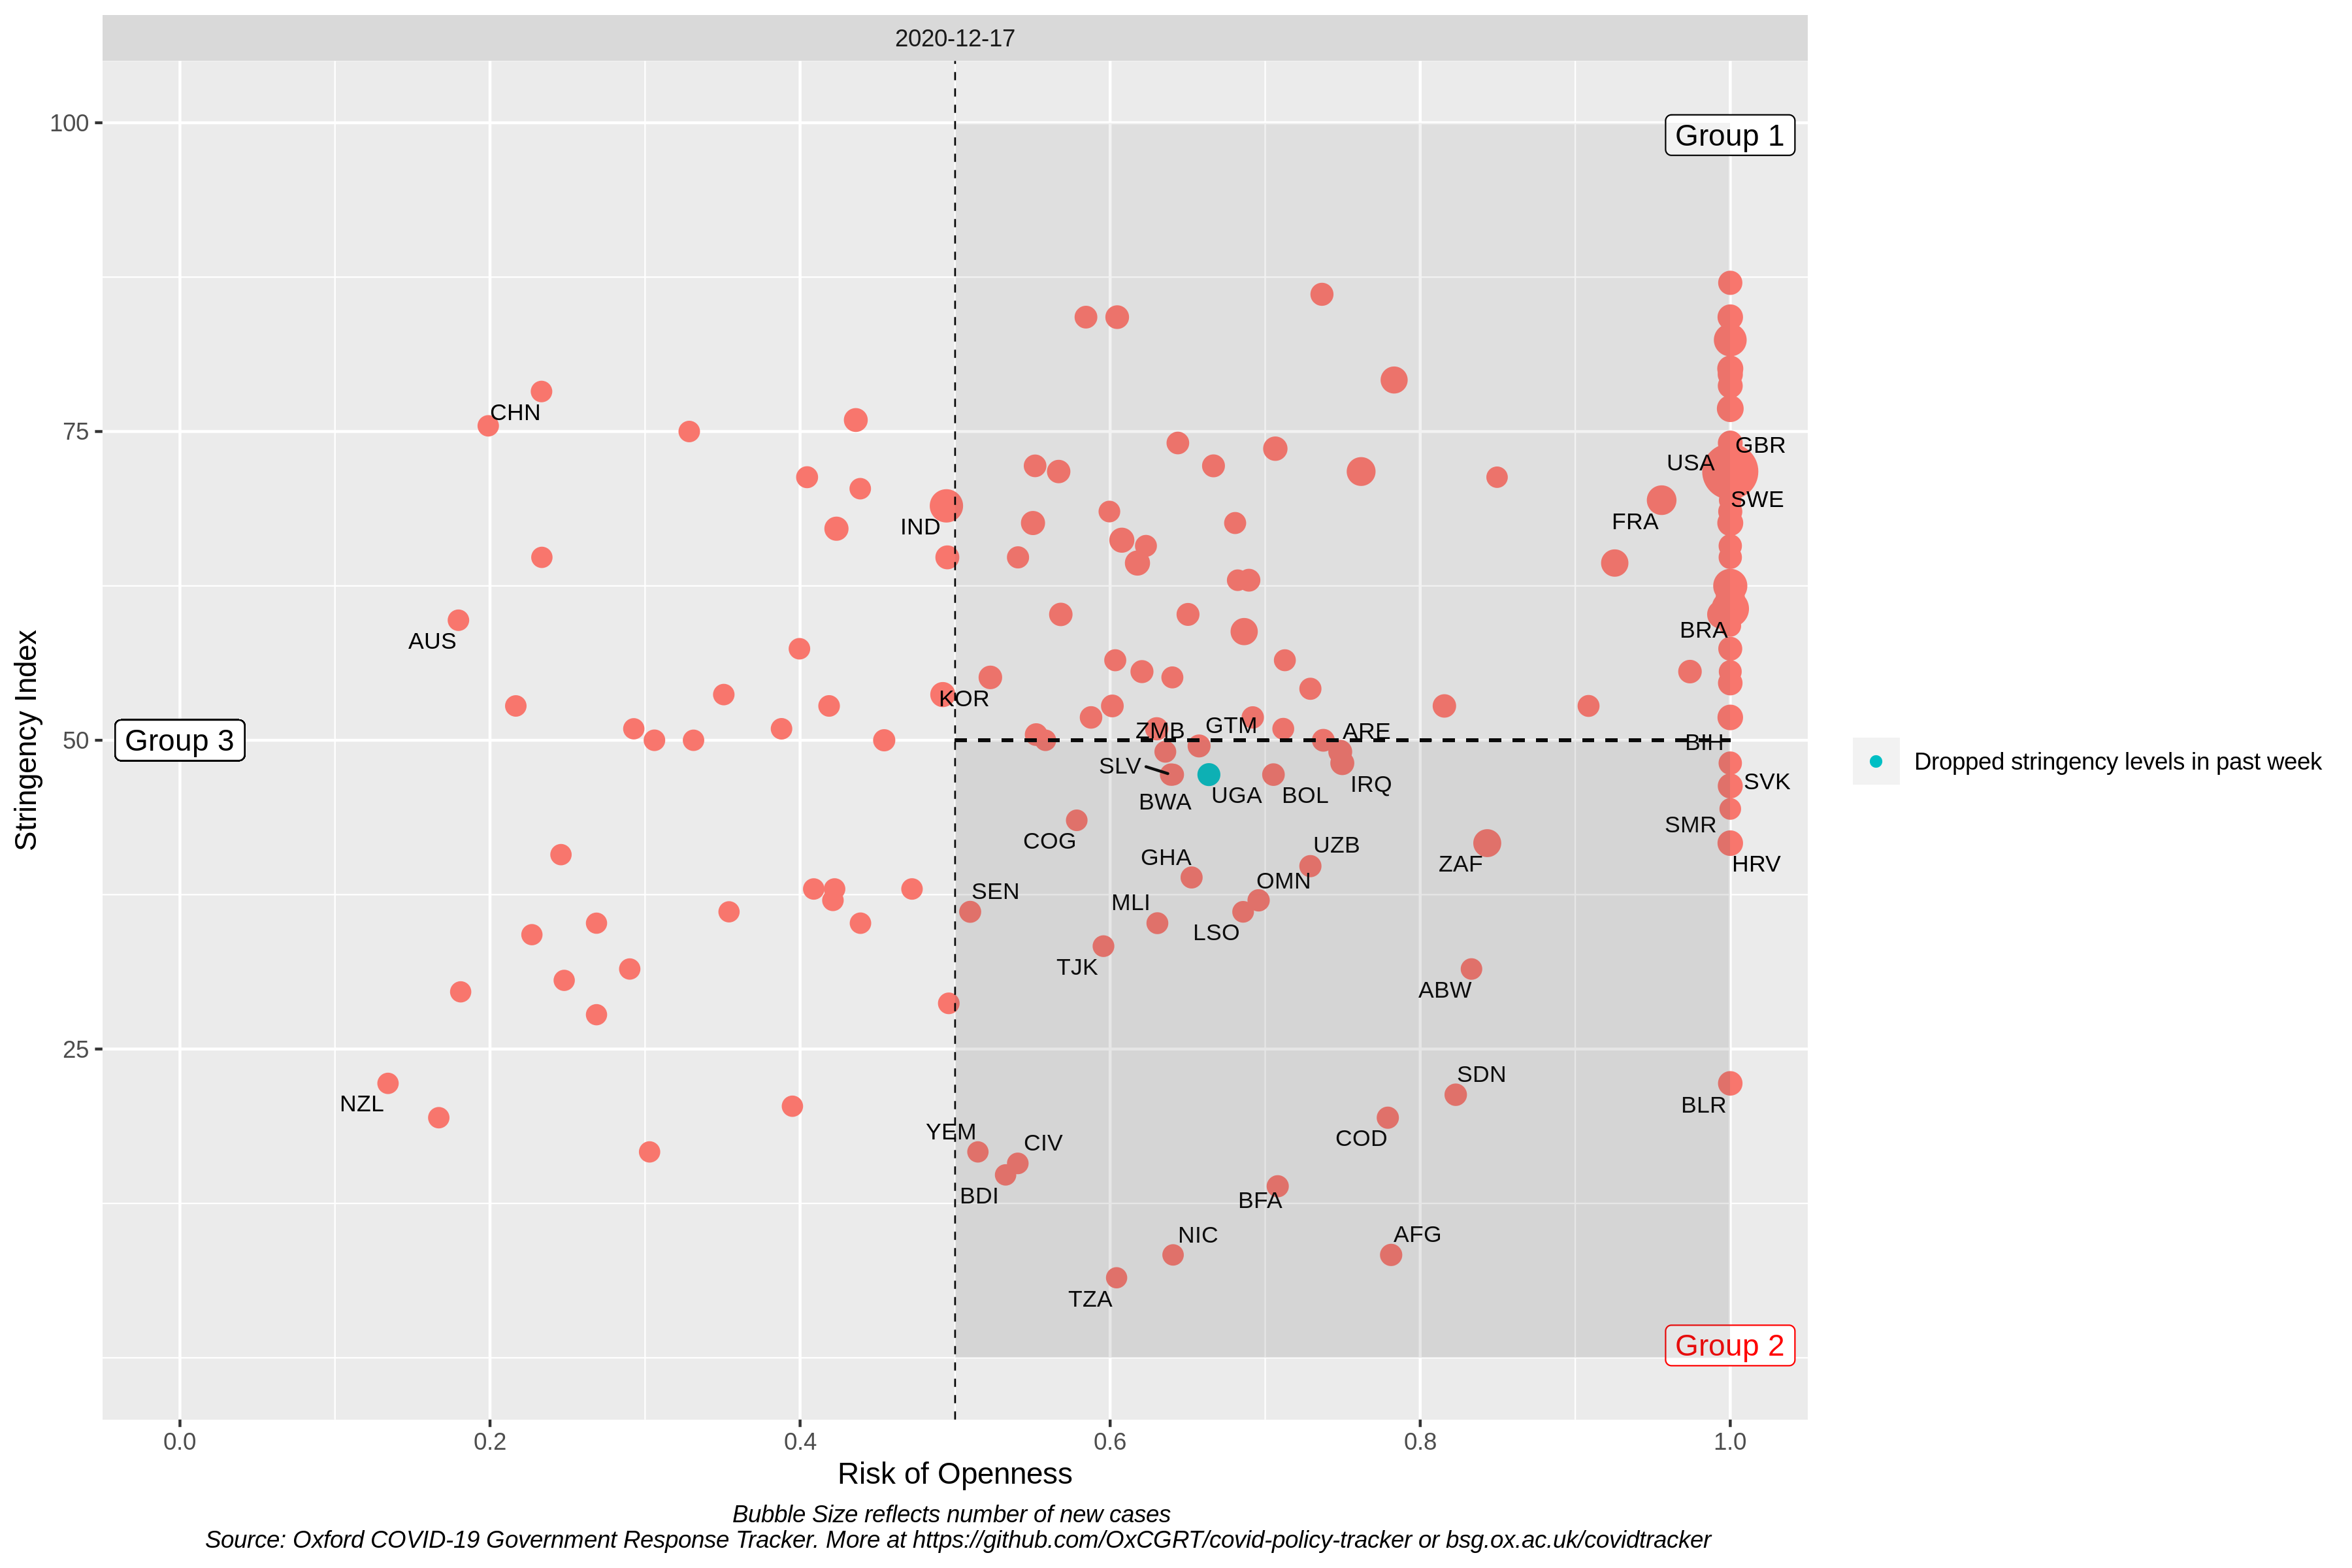 2020-12-17
100
Group 1
CHN
75
GBR
USA
SWE
FRA
IND
BRA
AUS
KOR
GTM
ZMB
ARE
Stringency Index
Group 3
50
BIH
SLV
Dropped stringency levels in past week
SVK
IRQ
BWA
UGA
BOL
SMR
COG
UZB
GHA
ZAF
HRV
OMN
SEN
MLI
LSO
TJK
ABW
25
SDN
NZL
BLR
YEM
CIV
COD
BDI
BFA
NIC
AFG
TZA
Group 2
0.0
0.2
0.4
0.6
0.8
1.0
Risk of Openness
Bubble Size reflects number of new cases
Source: Oxford COVID-19 Government Response Tracker. More at https://github.com/OxCGRT/covid-policy-tracker or bsg.ox.ac.uk/covidtracker